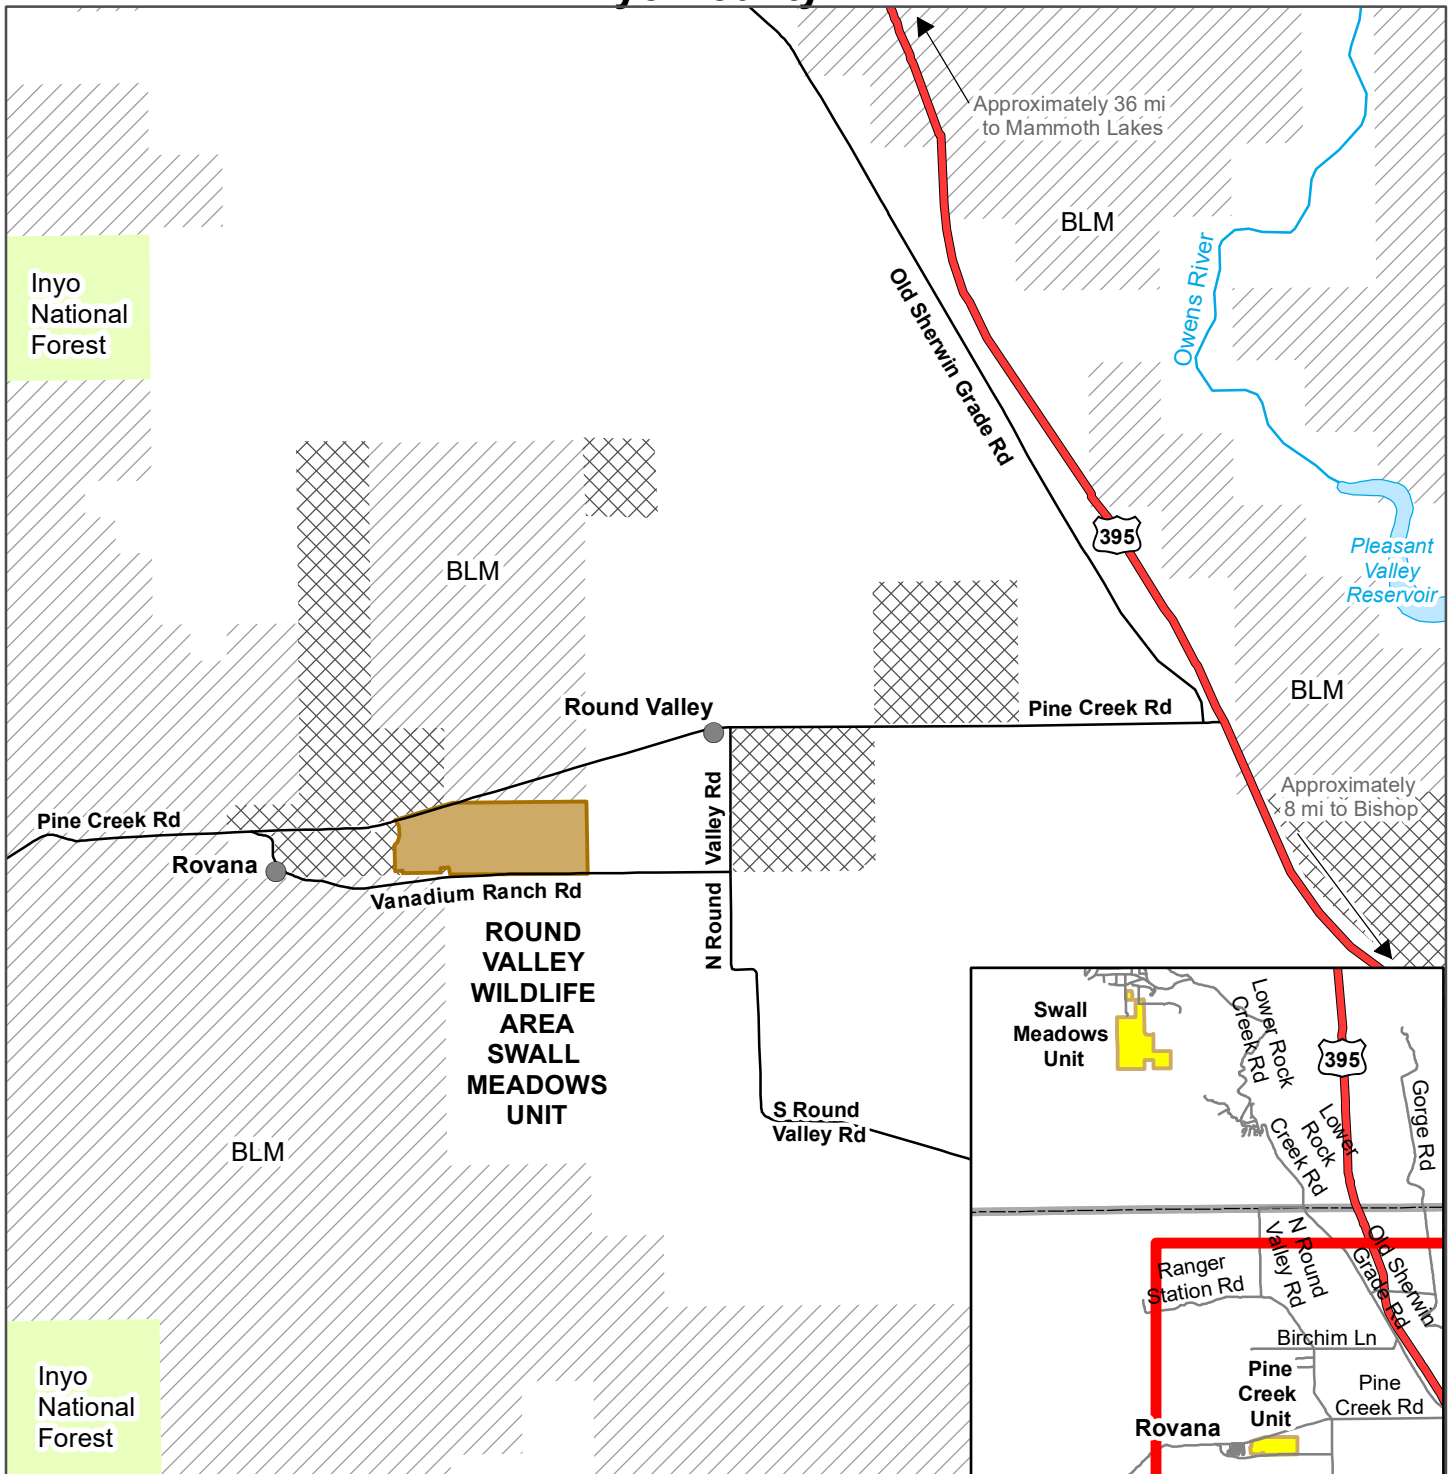 Approximately 36 mi
to Mammoth Lakes
BLM
Owens River
Inyo
National
Forest
Old Sherwin Grade Rd
395
Pleasant
Valley
Reservoir
BLM
BLM
Round Valley
Pine Creek Rd
Approximately
8 mi to Bishop
Pine Creek Rd
Rovana
Vanadium Ranch Rd
N Round Valley Rd
ROUND
VALLEY
WILDLIFE
AREA
SWALL
MEADOWS
UNIT
S Round
Valley Rd
BLM
Inyo
National
Forest
Swall
Meadows
Unit
Lower Rock
Creek Rd
395
Gorge Rd
Lower
Rock
Creek Rd
N Round
Valley Rd
Old Sherwin
Grade Rd
Ranger
Station Rd
Birchim Ln
Pine
Creek
Unit
Pine
Creek Rd
Rovana